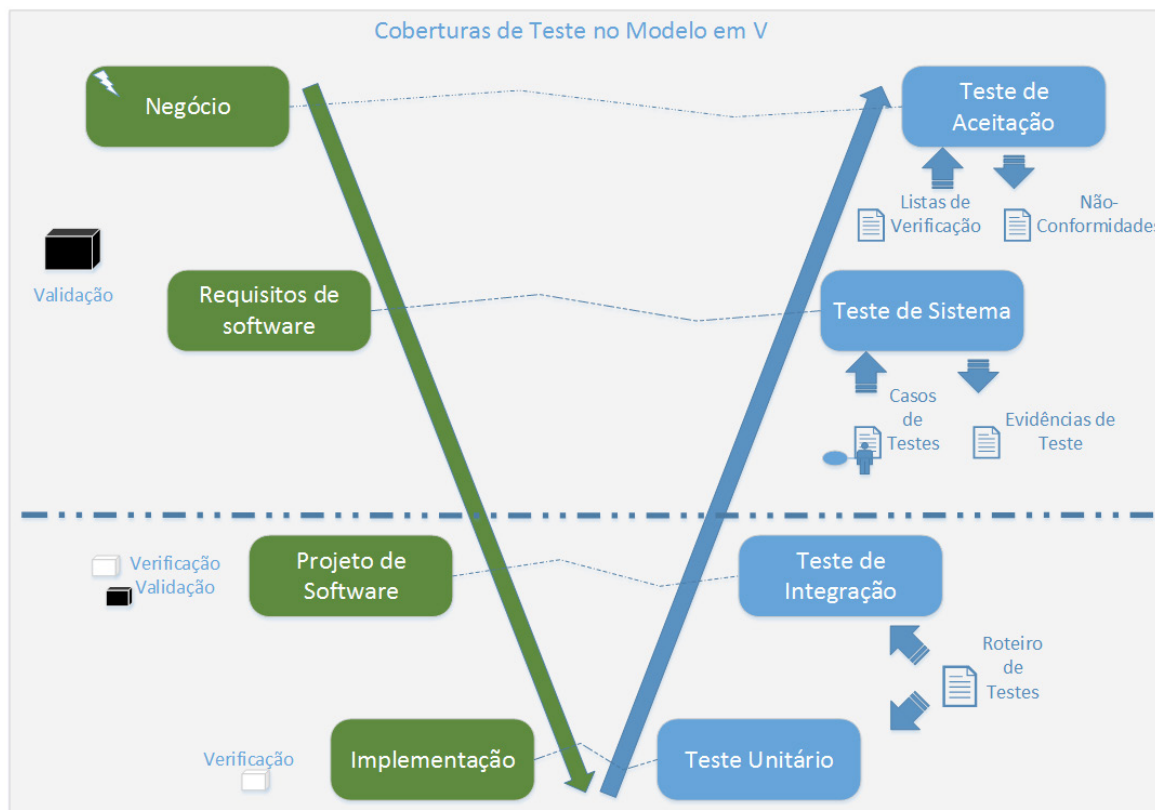 Coberturas de Teste no Modelo em V
Negócio
Teste de
Aceitação
Listas de
Verificação
Não-
Conformidades
Validação
Requisitos de
software
Teste de Sistema
Casos
de
Testes
Evidências de
Teste
Verificação
Validação
Projeto de
Software
Teste de
Integração
Roteiro
de
Testes
Verificação
Implementação
Teste Unitário